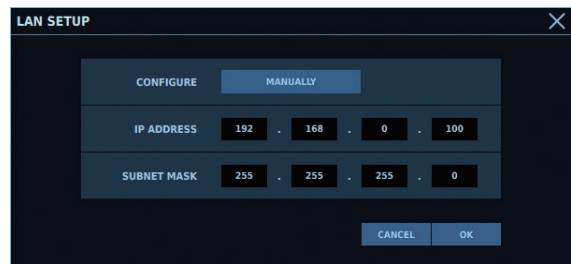 LAN SETUP
CONFIGURE MANUALLY
IP ADDRESS 192 . 168 . 0 . 100
SUBNET MASK 255 . 255 . 255 . 0
CANCEL OK